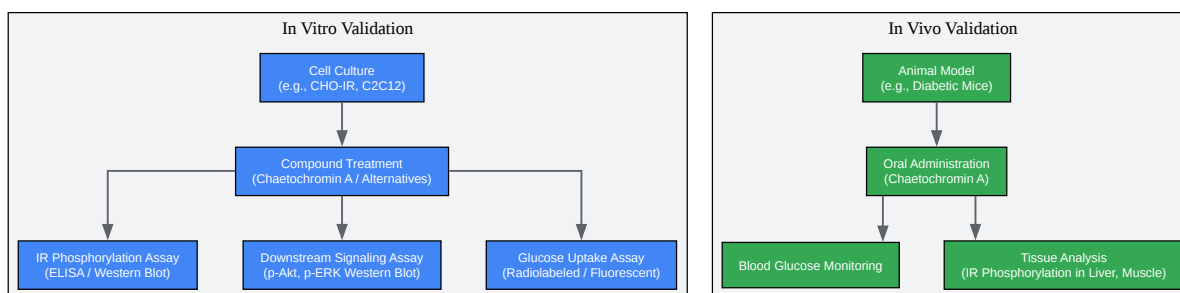 In Vitro Validation
Cell Culture
(e.g., CHO-IR, C2C12)
Compound Treatment
(Chaetochromin A / Alternatives)
IR Phosphorylation Assay
(ELISA / Western Blot)
Downstream Signaling Assay
(p-Akt, p-ERK Western Blot)
Glucose Uptake Assay
(Radiolabeled / Fluorescent)
In Vivo Validation
Animal Model
(e.g., Diabetic Mice)
Oral Administration
(Chaetochromin A)
Blood Glucose Monitoring
Tissue Analysis
(IR Phosphorylation in Liver, Muscle)